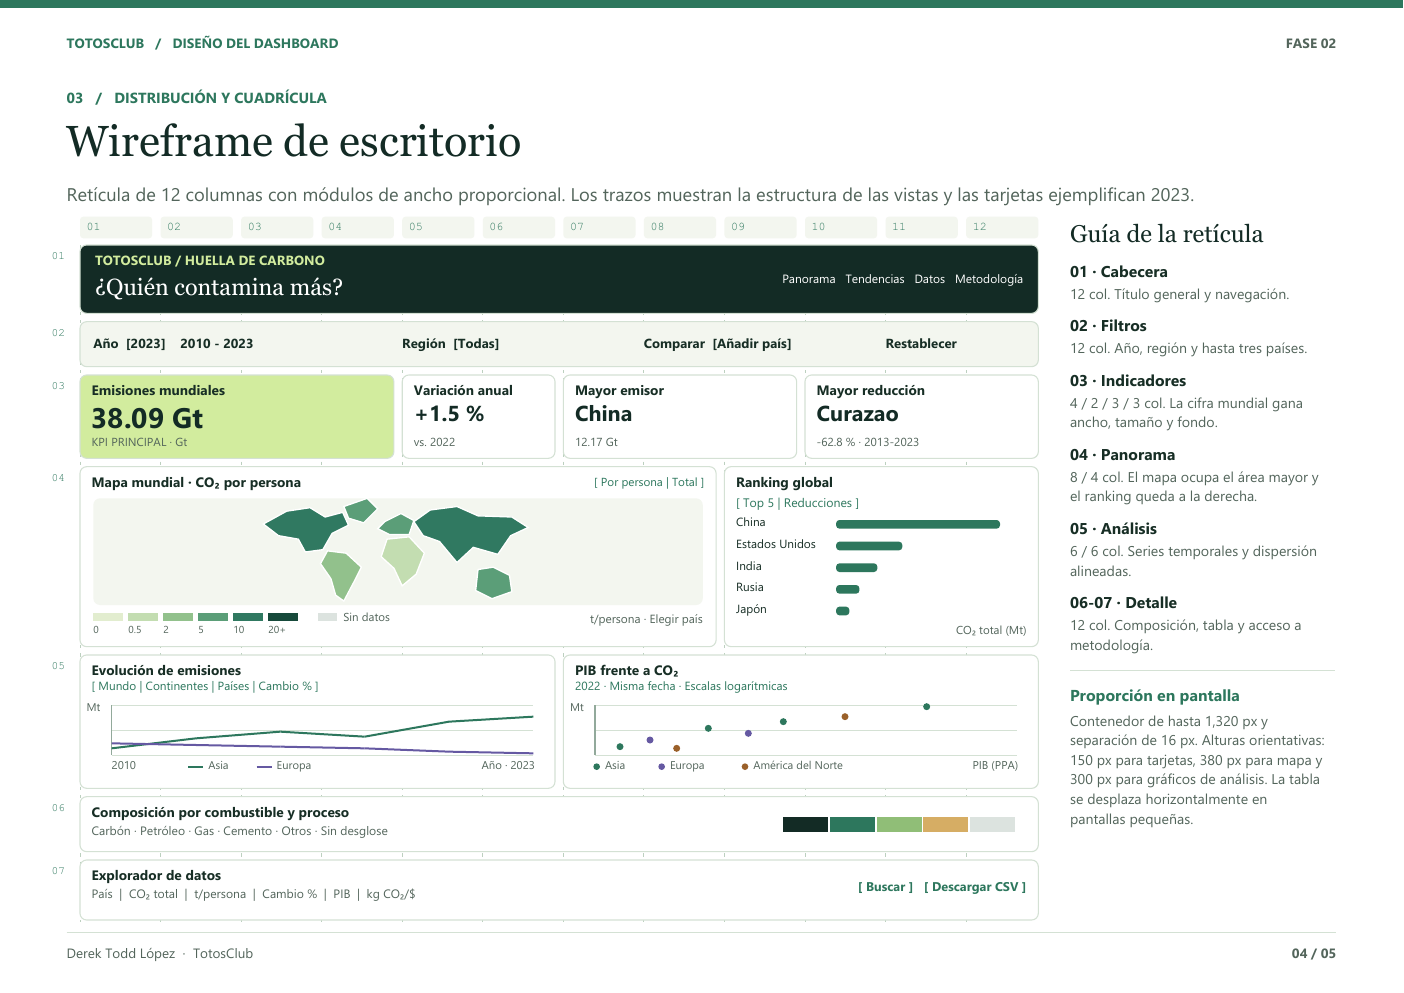 TOTOSCLUB / DISEÑO DEL DASHBOARD
FASE 02
03 / DISTRIBUCIÓN Y CUADRÍCULA
Wireframe de escritorio
Retícula de 12 columnas con módulos de ancho proporcional. Los trazos muestran la estructura de las vistas y las tarjetas ejemplifican 2023.
01 02 03 04 05 06 07 08 09 10 11 12
01
TOTOSCLUB / HUELLA DE CARBONO
¿Quién contamina más?
Panorama Tendencias Datos Metodología
02
Año [2023] 2010 - 2023 Región [Todas] Comparar [Añadir país] Restablecer
03
Emisiones mundiales
38.09 Gt
KPI PRINCIPAL · Gt
Variación anual
+1.5 %
vs. 2022
Mayor emisor
China
12.17 Gt
Mayor reducción
Curazao
-62.8 % · 2013-2023
04
Mapa mundial · CO₂ por persona
[ Por persona | Total ]
0 0.5 2 5 10 20+
Sin datos
t/persona · Elegir país
Ranking global
[ Top 5 | Reducciones ]
China
Estados Unidos
India
Rusia
Japón
CO₂ total (Mt)
05
Evolución de emisiones
[ Mundo | Continentes | Países | Cambio % ]
Mt
2010 Asia Europa Año · 2023
PIB frente a CO₂
2022 · Misma fecha · Escalas logarítmicas
Mt
Asia Europa América del Norte PIB (PPA)
06
Composición por combustible y proceso
Carbón · Petróleo · Gas · Cemento · Otros · Sin desglose
07
Explorador de datos
País | CO₂ total | t/persona | Cambio % | PIB | kg CO₂/$
[ Buscar ] [ Descargar CSV ]
Guía de la retícula
01 · Cabecera
12 col. Título general y navegación.
02 · Filtros
12 col. Año, región y hasta tres países.
03 · Indicadores
4 / 2 / 3 / 3 col. La cifra mundial gana
ancho, tamaño y fondo.
04 · Panorama
8 / 4 col. El mapa ocupa el área mayor y
el ranking queda a la derecha.
05 · Análisis
6 / 6 col. Series temporales y dispersión
alineadas.
06-07 · Detalle
12 col. Composición, tabla y acceso a
metodología.
Proporción en pantalla
Contenedor de hasta 1,320 px y
separación de 16 px. Alturas orientativas:
150 px para tarjetas, 380 px para mapa y
300 px para gráficos de análisis. La tabla
se desplaza horizontalmente en
pantallas pequeñas.
Derek Todd López · TotosClub
04 / 05